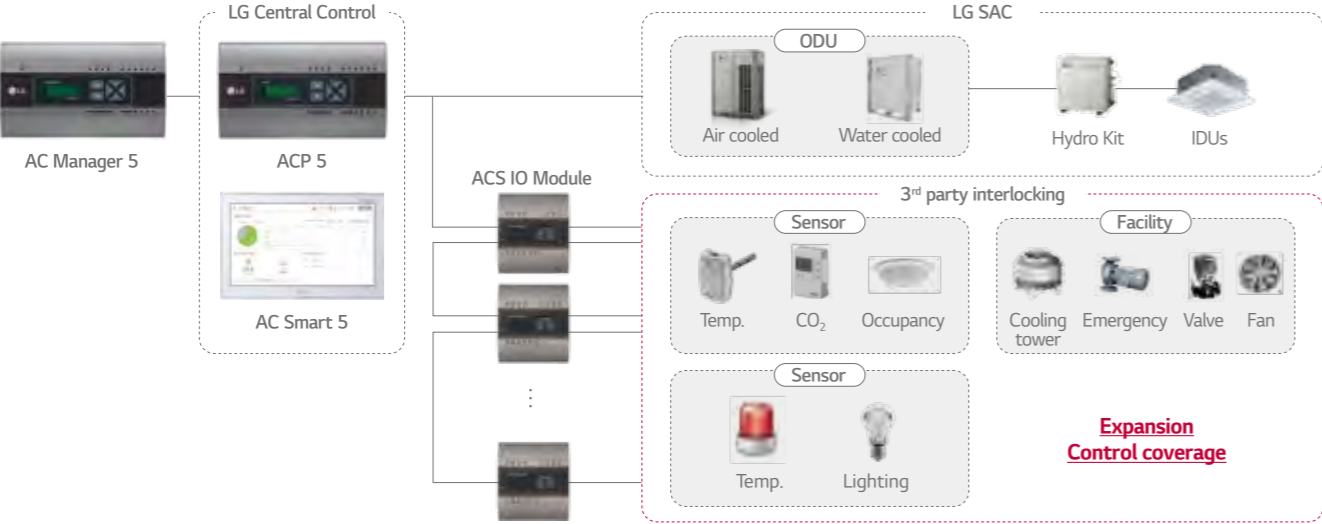 LG Central Control
LG SAC
ODU
LG
LG
Air cooled
Water cooled
Hydro Kit
IDUs
AC Manager 5
ACP 5
ACS IO Module
3rd party interlocking
Sensor
Facility
AC Smart 5
Temp.
CO2
Occupancy
Cooling
tower
Emergency
Valve
Fan
Sensor
Temp.
Lighting
Expansion
Control coverage